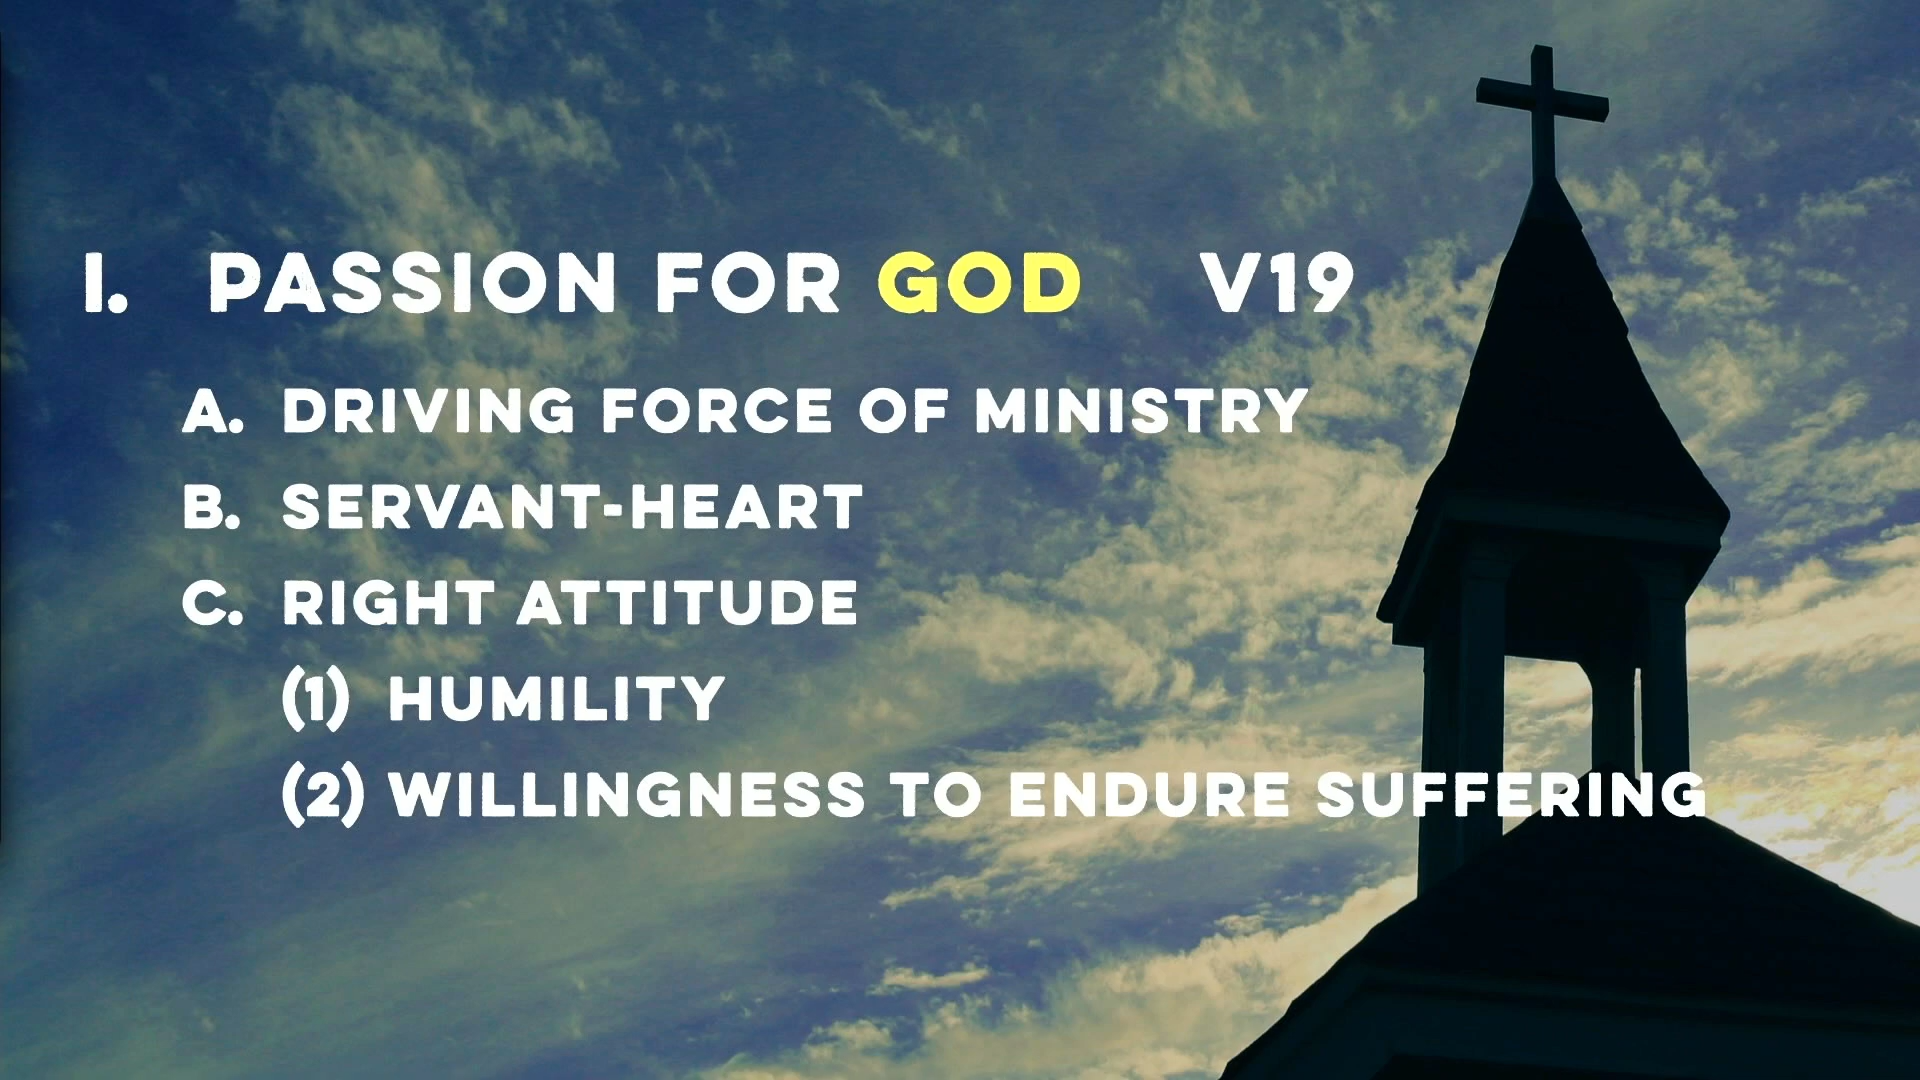 I. PASSION FOR GOD V19
A. DRIVING FORCE OF MINISTRY
B. SERVANT-HEART
C. RIGHT ATTITUDE
(1) HUMILITY
(2) WILLINGNESS TO ENDURE SUFFERING